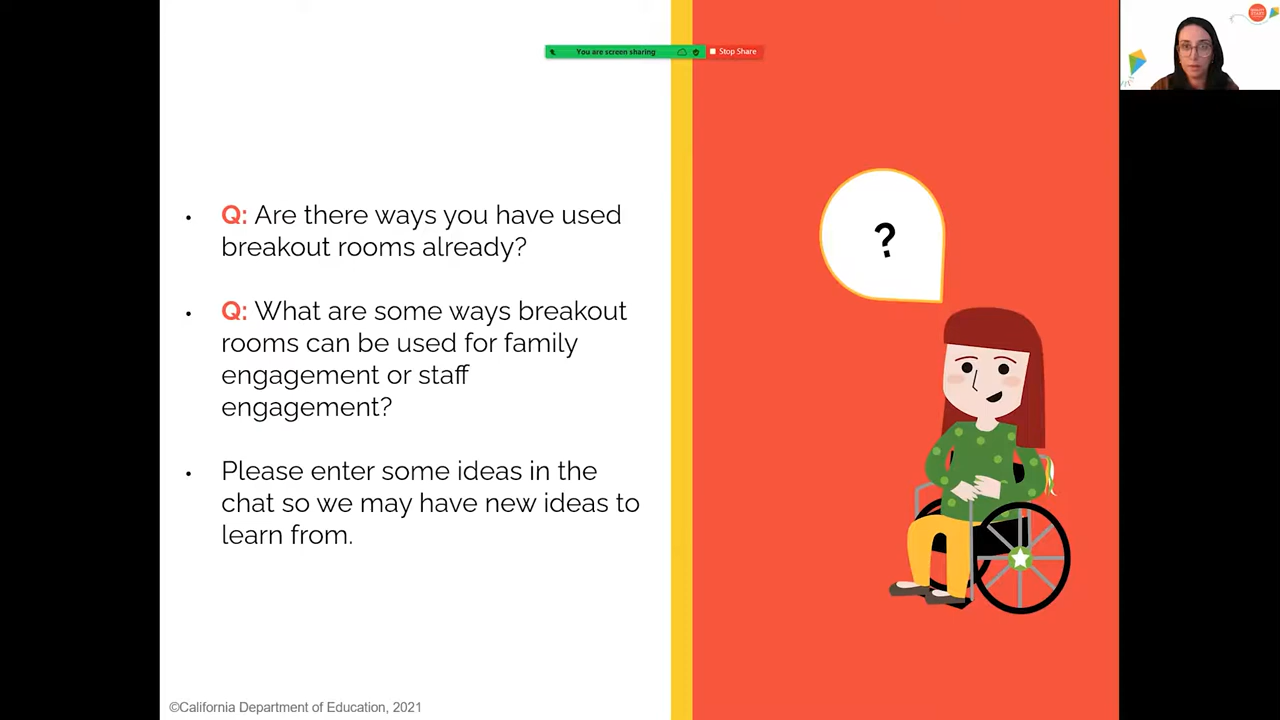 You are screen sharing
Stop Share
• Q: Are there ways you have used
breakout rooms already?
• Q: What are some ways breakout
rooms can be used for family
engagement or staff
engagement?
• Please enter some ideas in the
chat so we may have new ideas to
learn from.
?
©California Department of Education, 2021